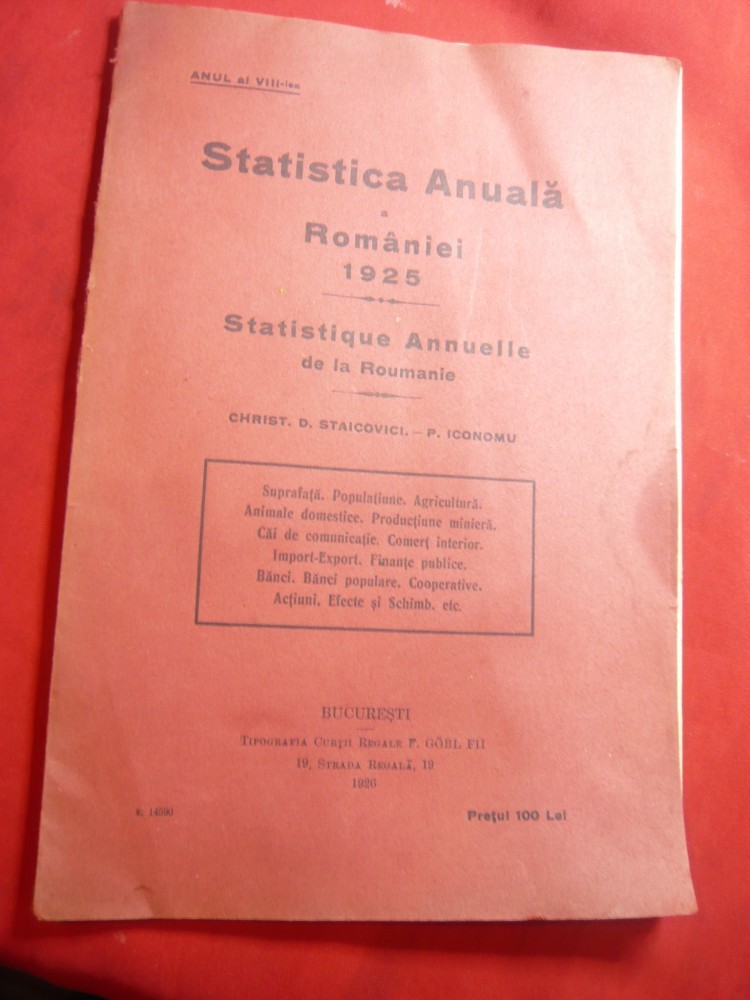 ANUL al VIII-lea
Statistica Anuală
a
României
1925
Statistique Annuelle
de la Roumanie
CHRIST. D. STAICOVICI. – P. ICONOMU
Suprafață. Populațiune. Agricultură.
Animale domestice. Producțiune minieră.
Căi de comunicație. Comerț interior.
Import-Export. Finanțe publice.
Bănci. Bănci populare. Cooperative.
Acțiuni, Efecte și Schimb, etc.
BUCUREȘTI
TIPOGRAFIA CURȚII REGALE F. GÖBL FII
19, STRADA REGALĂ, 19
1926
14590
Prețul 100 Lei